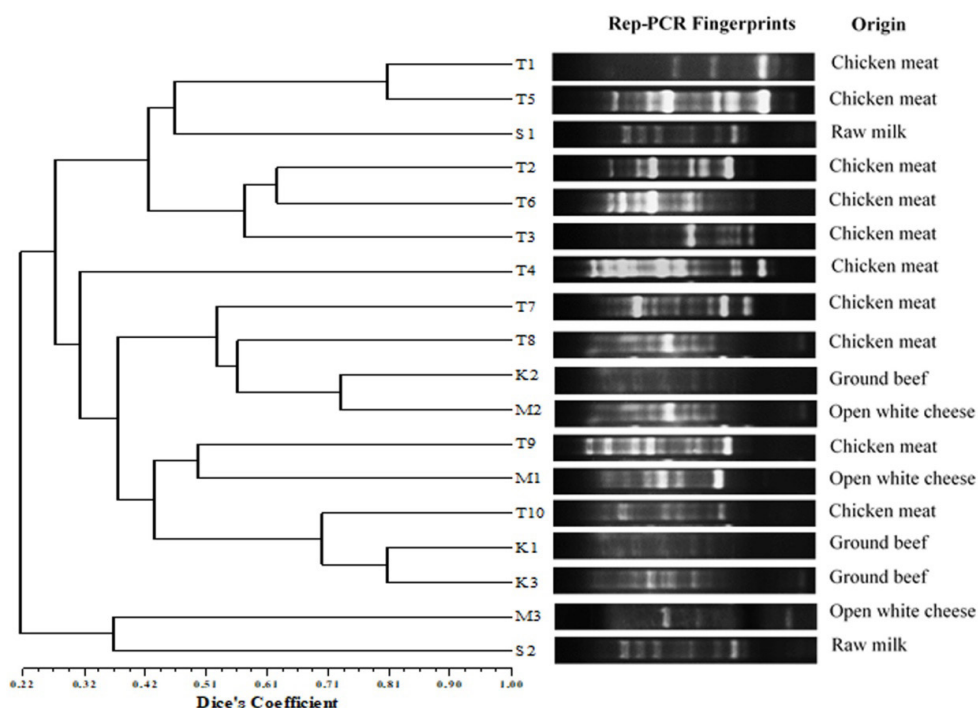 Rep-PCR Fingerprints Origin
T1 Chicken meat
T5 Chicken meat
S1 Raw milk
T2 Chicken meat
T6 Chicken meat
T3 Chicken meat
T4 Chicken meat
T7 Chicken meat
T8 Chicken meat
K2 Ground beef
M2 Open white cheese
T9 Chicken meat
M1 Open white cheese
T10 Chicken meat
K1 Ground beef
K3 Ground beef
M3 Open white cheese
S2 Raw milk
0.22 0.32 0.42 0.51 0.61 0.71 0.81 0.90 1.00
Dice's Coefficient